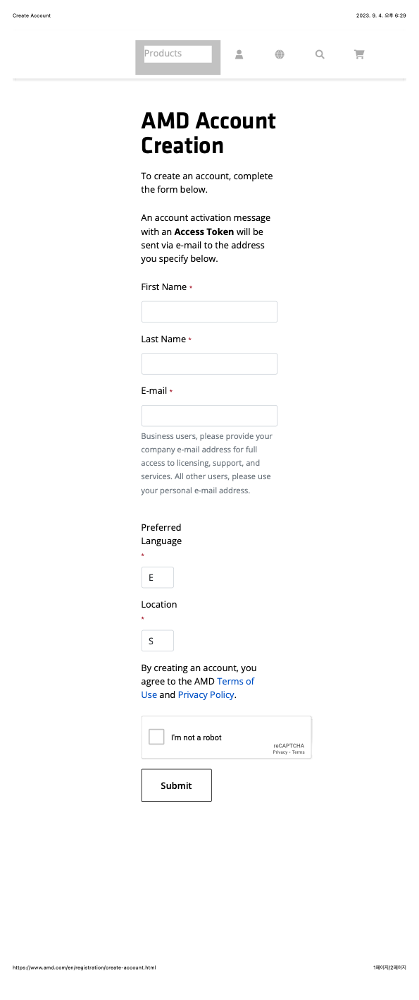 Create Account
2023. 9. 4. 오후 6:29
Products
AMD Account
Creation
To create an account, complete
the form below.
An account activation message
with an Access Token will be
sent via e-mail to the address
you specify below.
First Name *
Last Name *
E-mail *
Business users, please provide your
company e-mail address for full
access to licensing, support, and
services. All other users, please use
your personal e-mail address.
Preferred
Language
*
E
Location
*
S
By creating an account, you
agree to the AMD Terms of
Use and Privacy Policy.
I'm not a robot
reCAPTCHA
Privacy - Terms
Submit
https://www.amd.com/en/registration/create-account.html
1페이지/2페이지